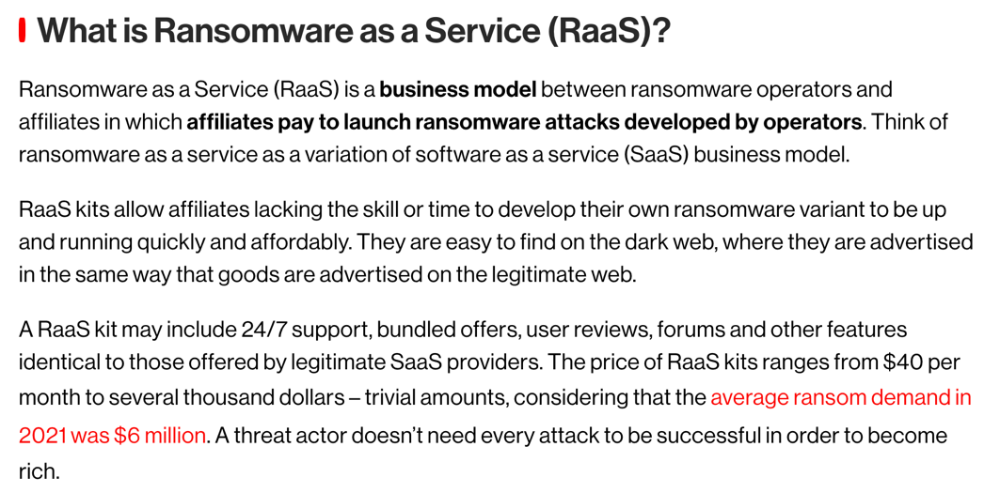 What is Ransomware as a Service (RaaS)?
Ransomware as a Service (RaaS) is a business model between ransomware operators and
affiliates in which affiliates pay to launch ransomware attacks developed by operators. Think of
ransomware as a service as a variation of software as a service (SaaS) business model.
RaaS kits allow affiliates lacking the skill or time to develop their own ransomware variant to be up
and running quickly and affordably. They are easy to find on the dark web, where they are advertised
in the same way that goods are advertised on the legitimate web.
A RaaS kit may include 24/7 support, bundled offers, user reviews, forums and other features
identical to those offered by legitimate SaaS providers. The price of RaaS kits ranges from $40 per
month to several thousand dollars – trivial amounts, considering that the average ransom demand in
2021 was $6 million. A threat actor doesn’t need every attack to be successful in order to become
rich.